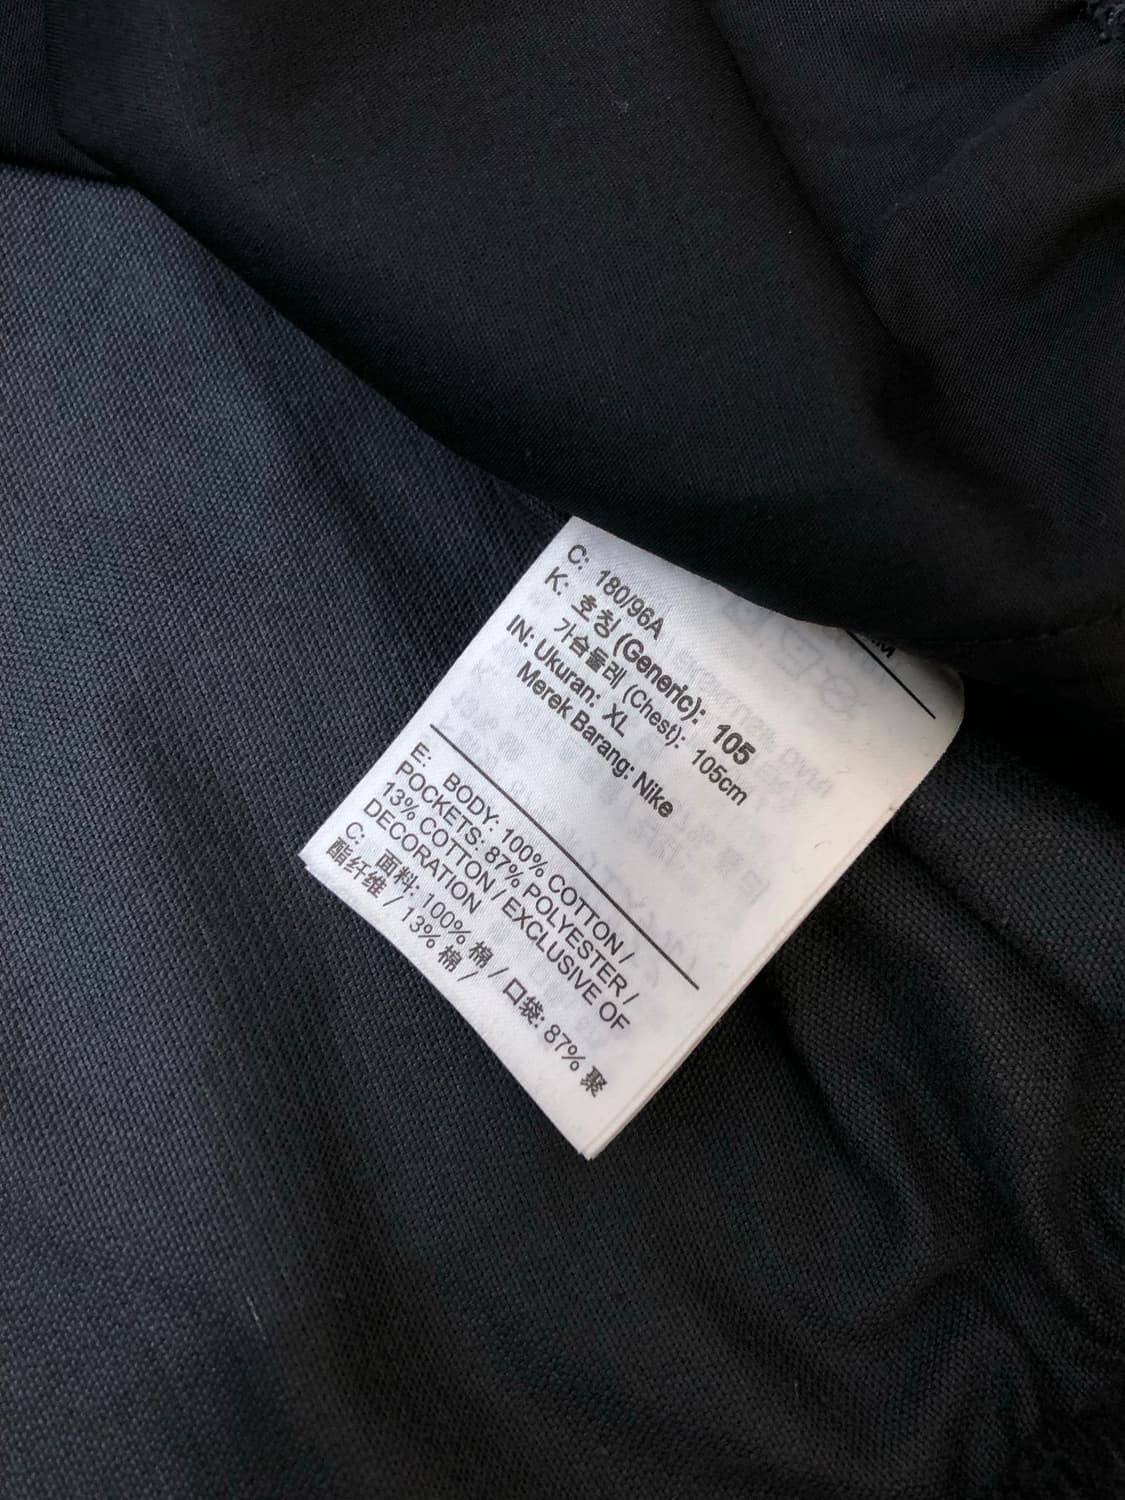 C: 180/96A
K: 호칭 (Generic): 105
가슴둘레 (Chest): 105cm
IN: Ukuran: XL
Merek Barang: Nike
E: BODY: 100% COTTON /
POCKETS: 87% POLYESTER /
13% COTTON / EXCLUSIVE OF
DECORATION
C: 面料: 100% 棉 / 口袋: 87% 聚
酯纤维 / 13% 棉 /